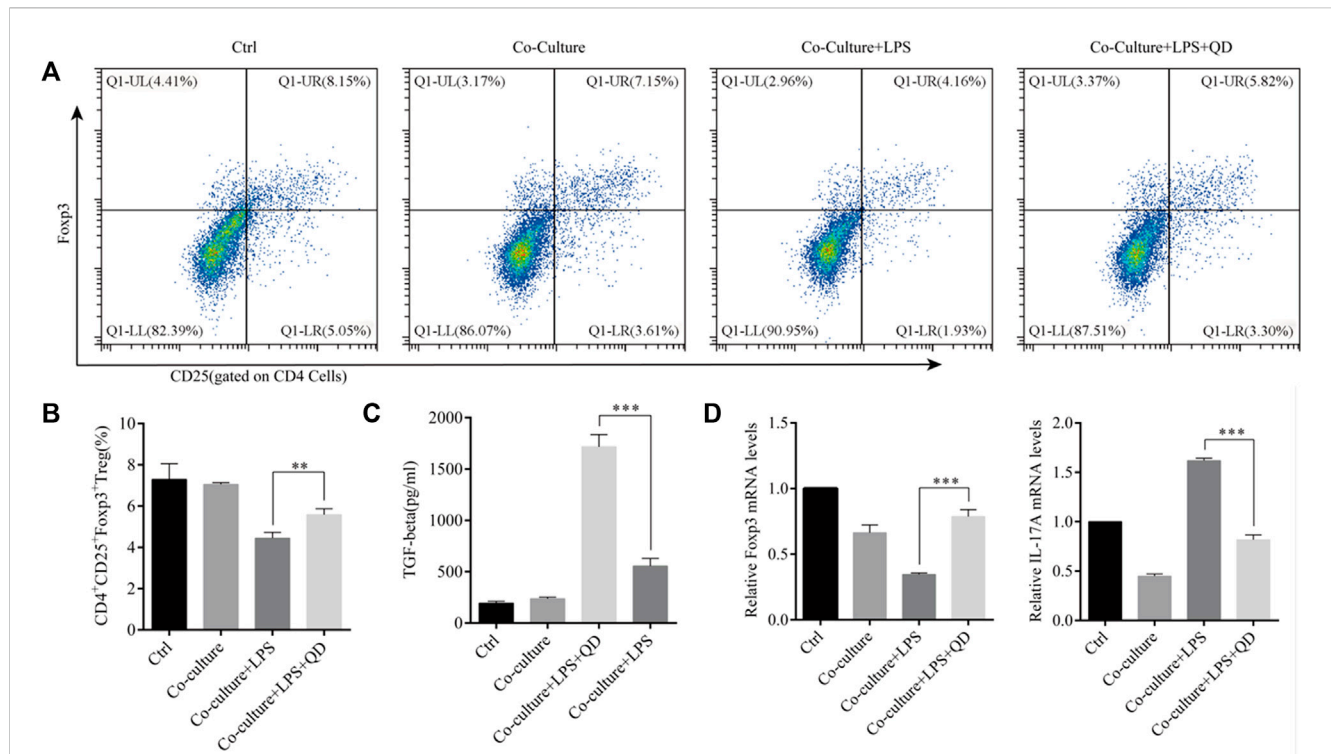 Ctrl
Co-Culture
Co-Culture+LPS
Co-Culture+LPS+QD
A
Q1-UL(4.41%)
Q1-UR(8.15%)
Q1-UL(3.17%)
Q1-UR(7.15%)
Q1-UL(2.96%)
Q1-UR(4.16%)
Q1-UL(3.37%)
Q1-UR(5.82%)
Foxp3
Q1-LL(82.39%)
Q1-LR(5.05%)
Q1-LL(86.07%)
Q1-LR(3.61%)
Q1-LL(90.95%)
Q1-LR(1.93%)
Q1-LL(87.51%)
Q1-LR(3.30%)
CD25(gated on CD4 Cells)
B
CD4+CD25+Foxp3+Treg(%)
10
8
6
4
2
0
**
Ctrl
Co-culture
Co-culture+LPS
Co-culture+LPS+QD
C
TGF-beta(pg/ml)
2000
1500
1000
500
0
***
Ctrl
Co-culture
Co-culture+LPS+QD
Co-culture+LPS
D
Relative Foxp3 mRNA levels
1.5
1.0
0.5
0.0
***
Ctrl
Co-culture
Co-culture+LPS
Co-culture+LPS+QD
Relative IL-17A mRNA levels
2.0
1.5
1.0
0.5
0.0
***
Ctrl
Co-culture
Co-culture+LPS
Co-culture+LPS+QD